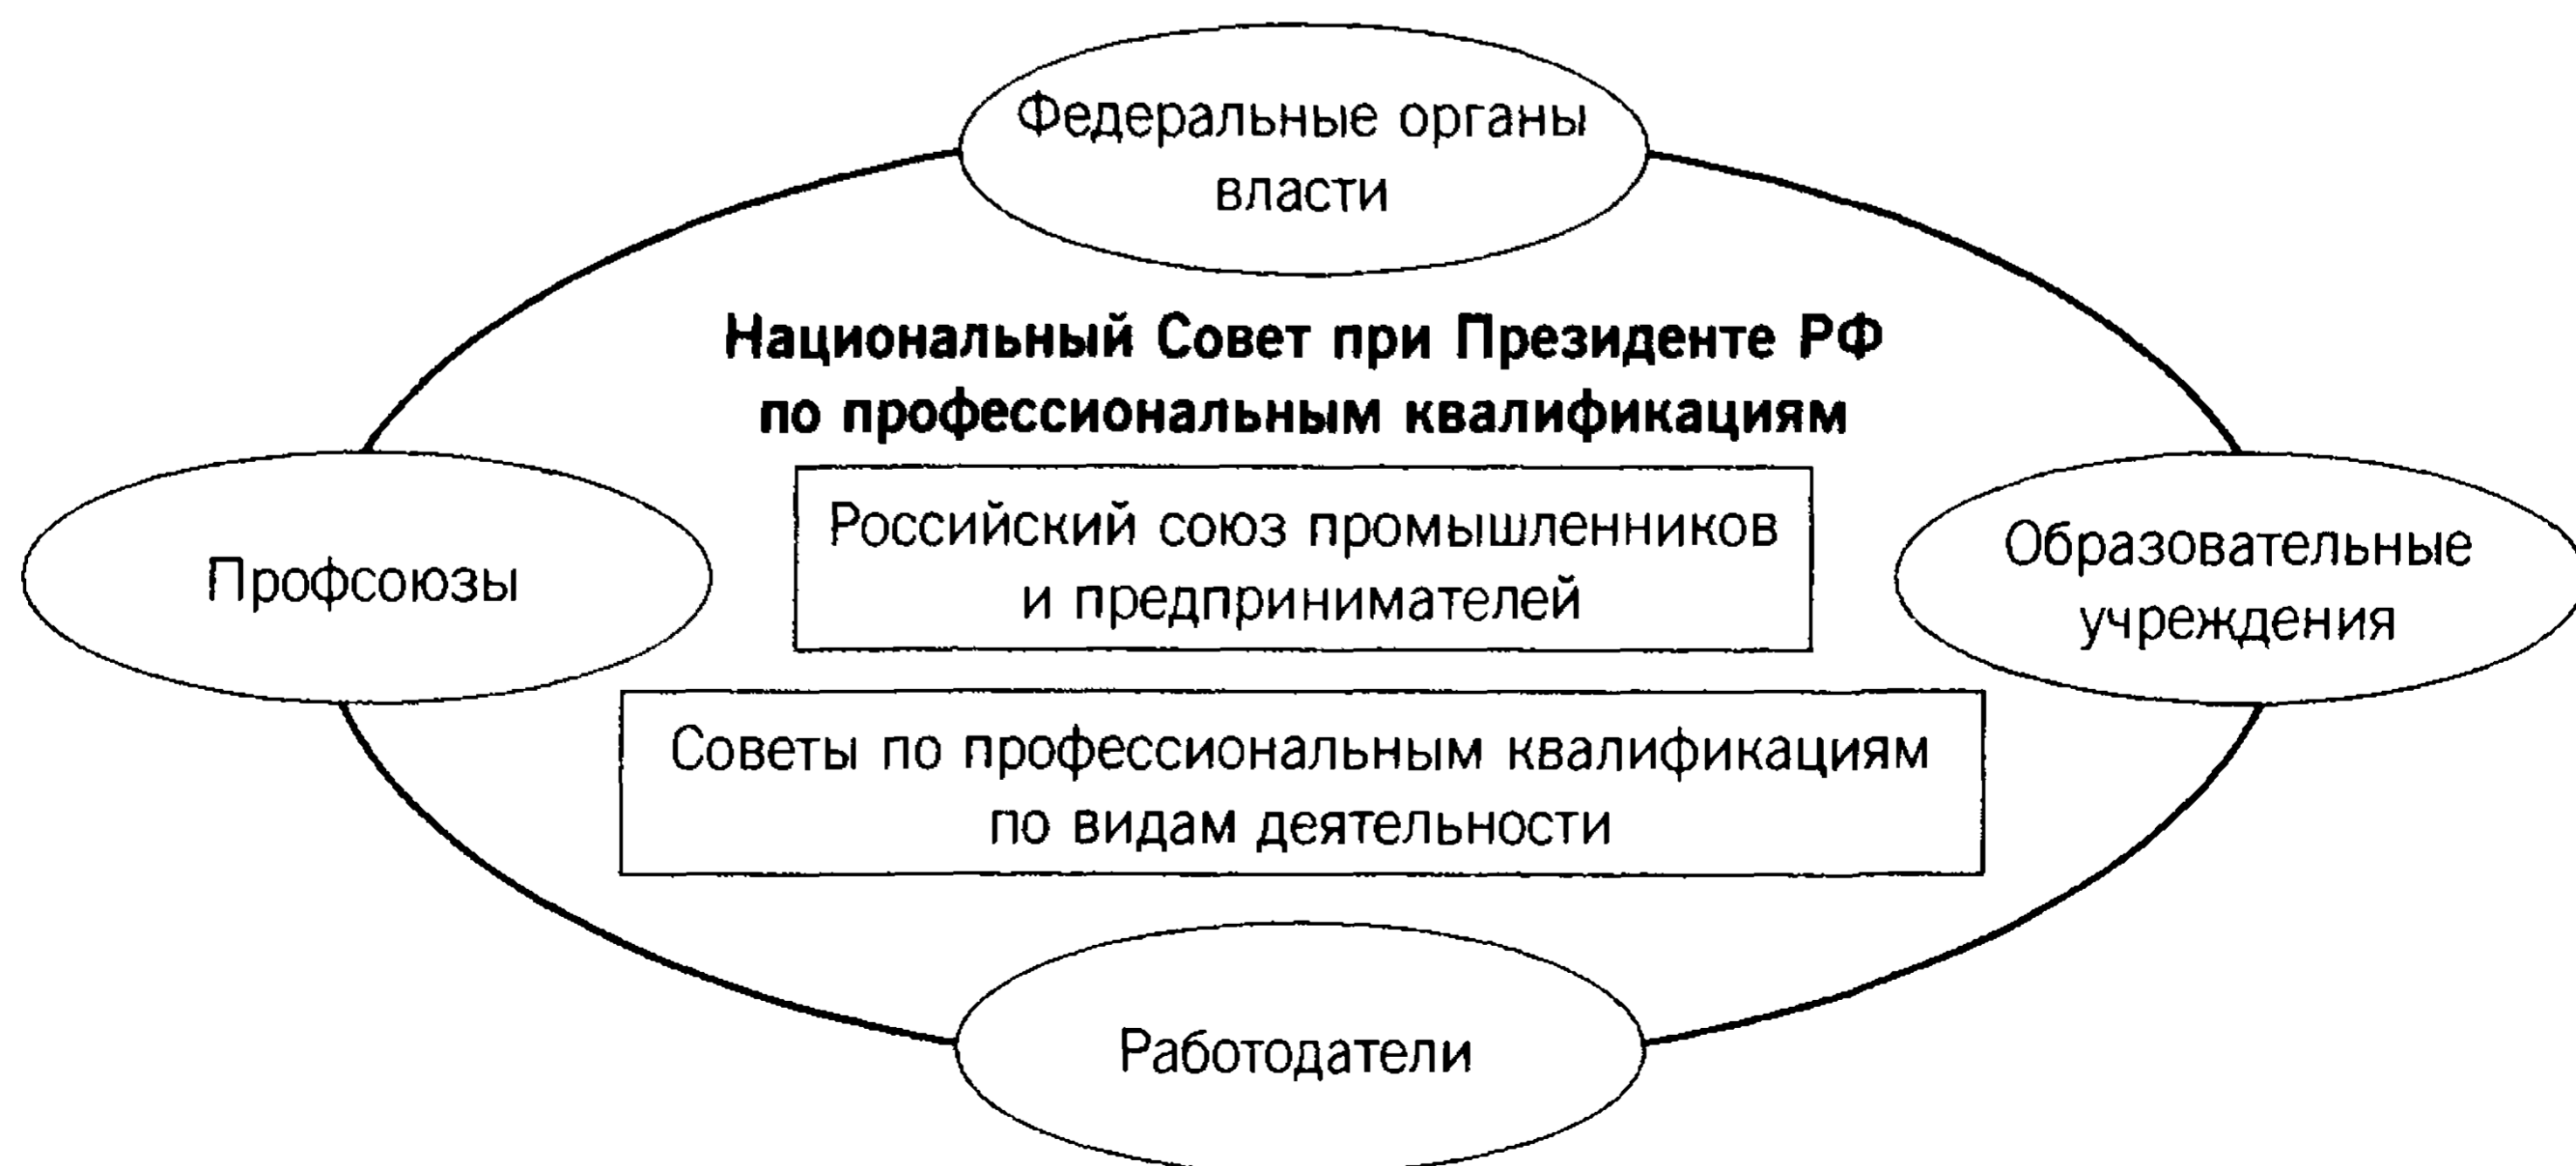 Федеральные органы
власти
Национальный Совет при Президенте РФ
по профессиональным квалификациям
Российский союз промышленников
и предпринимателей
Профсоюзы
Образовательные
учреждения
Советы по профессиональным квалификациям
по видам деятельности
Работодатели